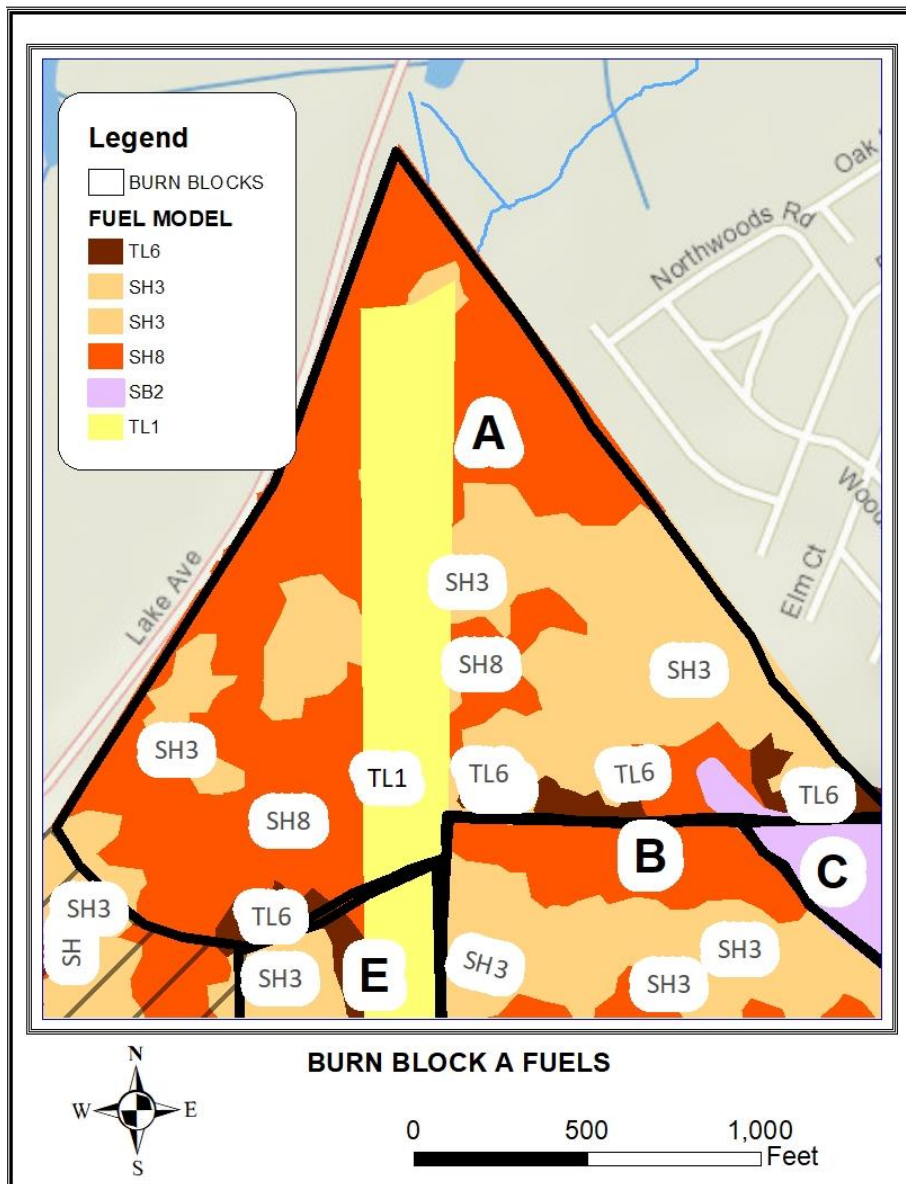 Legend
BURN BLOCKS
FUEL MODEL
TL6
SH3
SH3
SH8
SB2
TL1
Lake Ave
Northwoods Rd
Oak
Elm Ct
A
SH3
SH8
SH3
SH3
TL1
TL6
TL6
TL6
SH8
B
C
SH3
SH
TL6
SH3
E
SH3
SH3
SH3
BURN BLOCK A FUELS
N
W
E
S
0 500 1,000
Feet